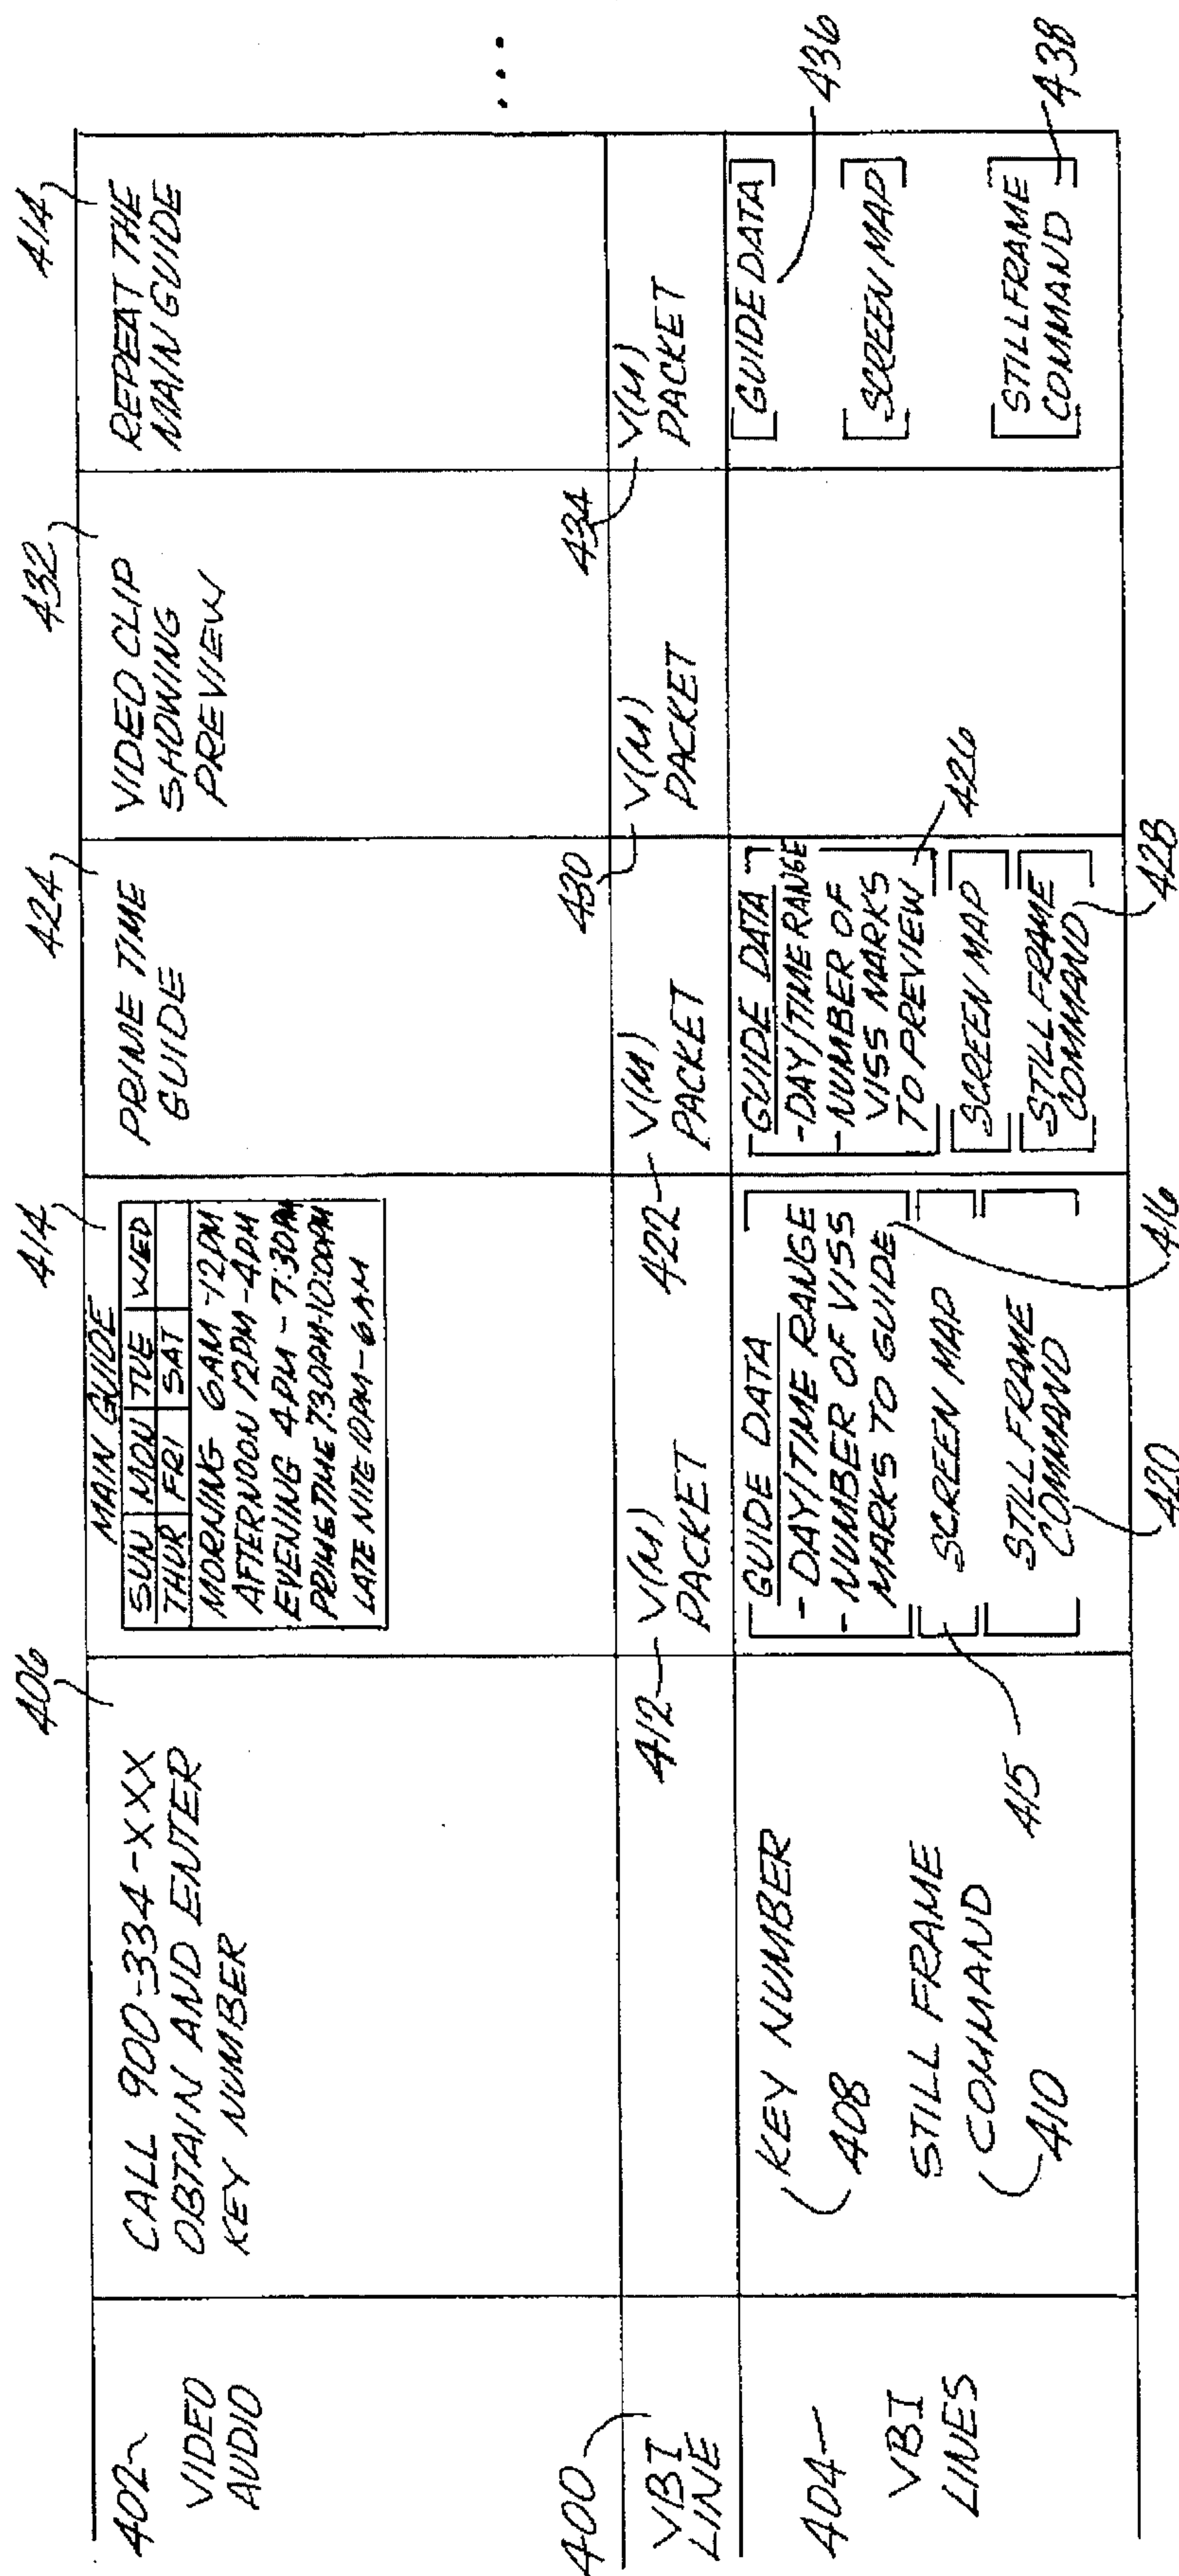 402
VIDEO
AUDIO
406
CALL 900-334-XXX
OBTAIN AND ENTER
KEY NUMBER
414
MAIN GUIDE
SUN MON TUE WED
THUR FRI SAT
MORNING 6AM-12PM
AFTERNOON 12PM-4PM
EVENING 4PM-7:30PM
PRIME TIME 7:30PM-10:00PM
LATE NITE 10PM-6AM
424
PRIME TIME
GUIDE
432
VIDEO CLIP
SHOWING
PREVIEW
414
REPEAT THE
MAIN GUIDE
...
400
VBI
LINE
412
V(M)
PACKET
422
V(M)
PACKET
430
V(M)
PACKET
434
V(M)
PACKET
404
VBI
LINES
KEY NUMBER
408
STILL FRAME
COMMAND
410
415
GUIDE DATA
- DAY/TIME RANGE
- NUMBER OF VISS
MARKS TO GUIDE
416
SCREEN MAP
STILL FRAME
COMMAND
420
GUIDE DATA
- DAY/TIME RANGE
- NUMBER OF
VISS MARKS
TO PREVIEW
426
SCREEN MAP
STILL FRAME
COMMAND
428
GUIDE DATA
436
SCREEN MAP
STILL FRAME
COMMAND
438